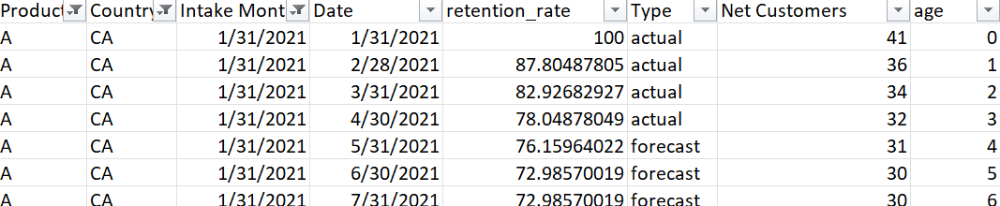 Product Country Intake Mont Date retention_rate Type Net Customers age
A CA 1/31/2021 1/31/2021 100 actual 41 0
A CA 1/31/2021 2/28/2021 87.80487805 actual 36 1
A CA 1/31/2021 3/31/2021 82.92682927 actual 34 2
A CA 1/31/2021 4/30/2021 78.04878049 actual 32 3
A CA 1/31/2021 5/31/2021 76.15964022 forecast 31 4
A CA 1/31/2021 6/30/2021 72.98570019 forecast 30 5
A CA 1/31/2021 7/31/2021 72.98570019 forecast 30 6